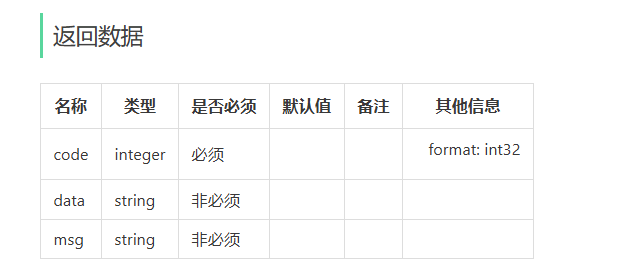 返回数据
名称 类型 是否必须 默认值 备注 其他信息
code integer 必须 format: int32
data string 非必须
msg string 非必须